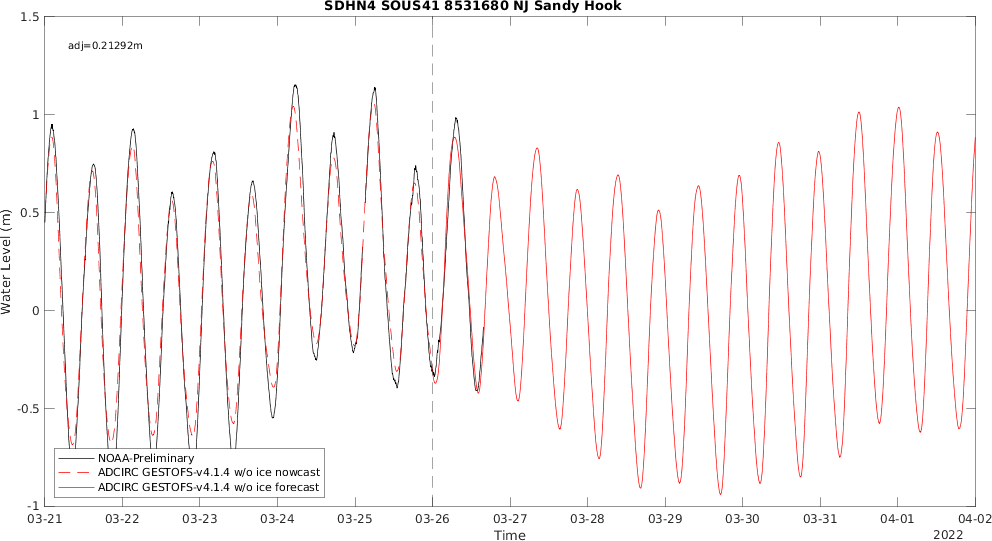 SDHN4 SOUS41 8531680 NJ Sandy Hook
adj=0.21292m
1.5
1
0.5
0
-0.5
-1
Water Level (m)
NOAA-Preliminary
ADCIRC GESTOFS-v4.1.4 w/o ice nowcast
ADCIRC GESTOFS-v4.1.4 w/o ice forecast
03-21 03-22 03-23 03-24 03-25 03-26 03-27 03-28 03-29 03-30 03-31 04-01 04-02
Time
2022